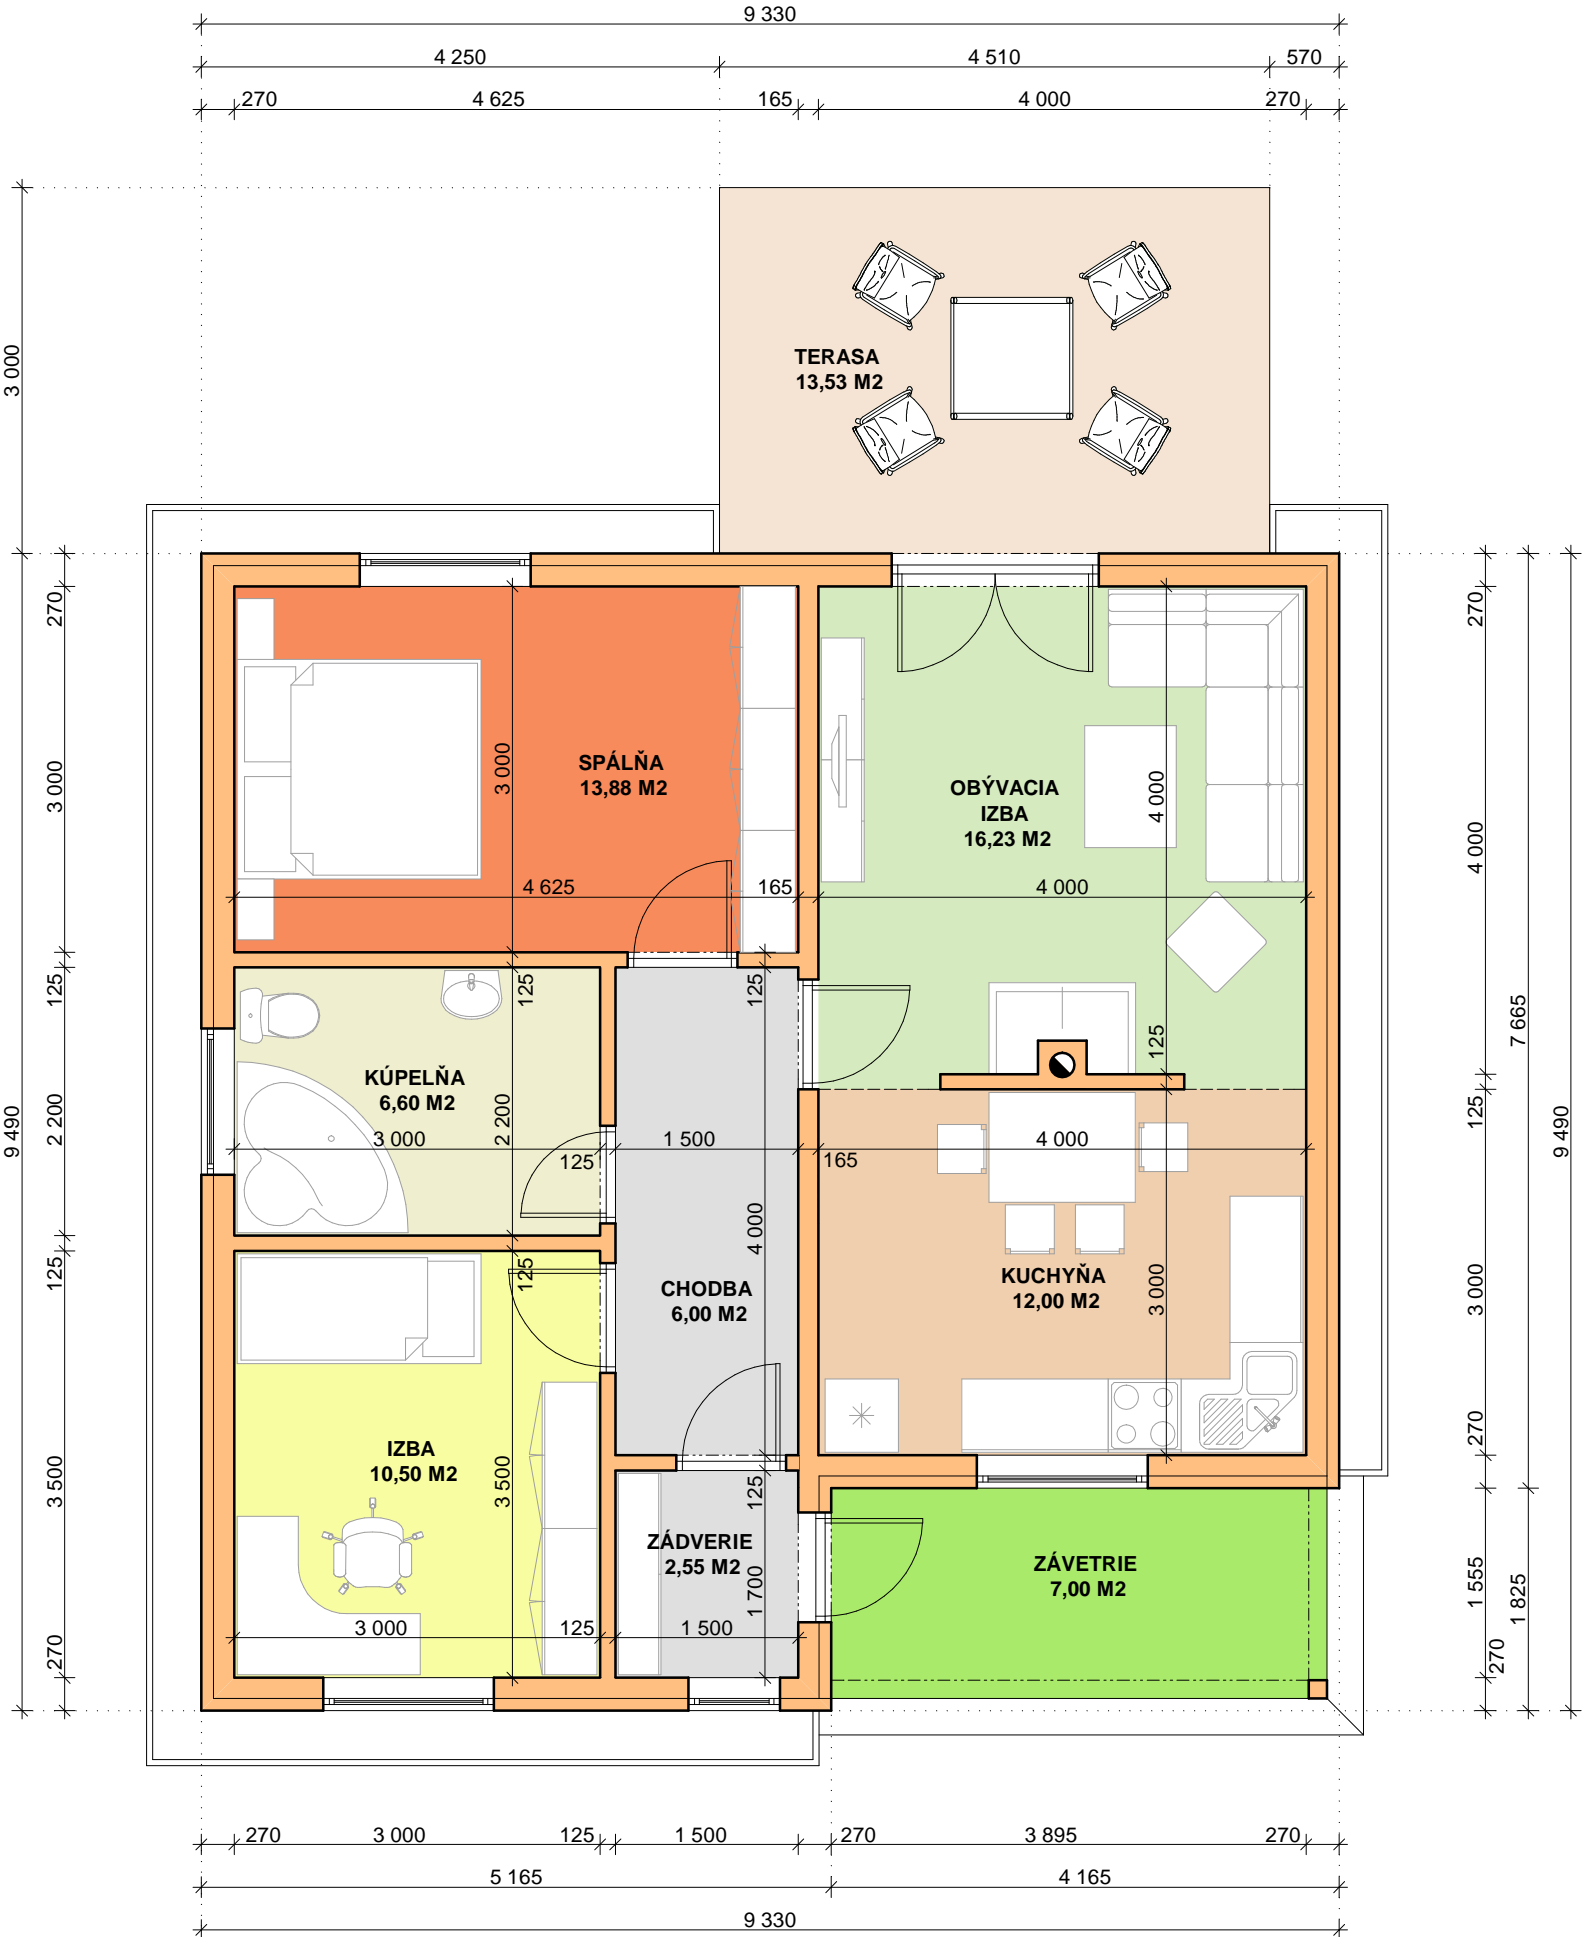 9 330
4 250 4 510 570
270 4 625 165 4 000 270
3 000
TERASA
13,53 M2
270
270
3 000
3 000
SPÁLŇA
13,88 M2
OBÝVACIA
IZBA
16,23 M2
4 000
4 000
4 625 165 4 000
125
125
125
125
7 665
KÚPELŇA
6,60 M2
9 490
2 200
2 200
3 000 125 1 500 165 4 000
125
9 490
4 000
125
125
CHODBA
6,00 M2
KUCHYŇA
12,00 M2
3 000
3 000
IZBA
10,50 M2
3 500
3 500
125
270
ZÁDVERIE
2,55 M2
1 700
ZÁVETRIE
7,00 M2
1 555
1 825
3 000 125 1 500
270
270
270 3 000 125 1 500 270 3 895 270
5 165 4 165
9 330